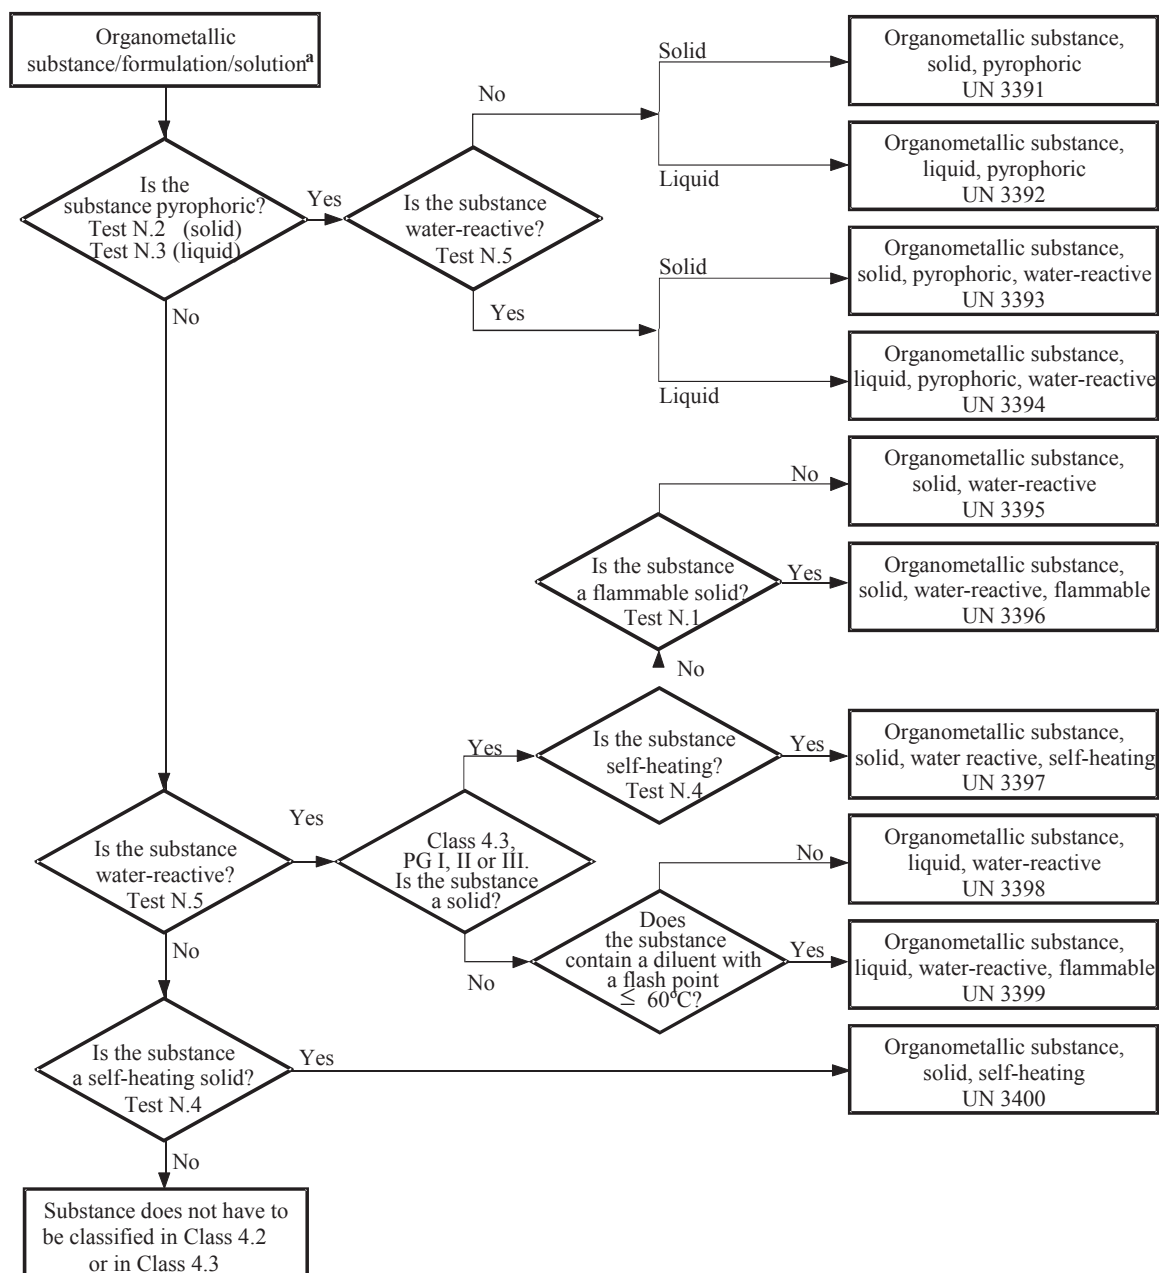 Organometallic
substance/formulation/solutionª
Is the
substance pyrophoric?
Test N.2 (solid)
Test N.3 (liquid)
Yes
No
Is the substance
water-reactive?
Test N.5
No
Yes
Solid
Liquid
Organometallic substance,
solid, pyrophoric
UN 3391
Organometallic substance,
liquid, pyrophoric
UN 3392
Solid
Liquid
Organometallic substance,
solid, pyrophoric, water-reactive
UN 3393
Organometallic substance,
liquid, pyrophoric, water-reactive
UN 3394
Is the substance
a flammable solid?
Test N.1
No
Yes
Organometallic substance,
solid, water-reactive
UN 3395
Organometallic substance,
solid, water-reactive, flammable
UN 3396
No
Is the substance
self-heating?
Test N.4
Yes
Organometallic substance,
solid, water reactive, self-heating
UN 3397
Is the substance
water-reactive?
Test N.5
Yes
No
Class 4.3,
PG I, II or III.
Is the substance
a solid?
Yes
No
Does
the substance
contain a diluent with
a flash point
≤ 60°C?
No
Yes
Organometallic substance,
liquid, water-reactive
UN 3398
Organometallic substance,
liquid, water-reactive, flammable
UN 3399
Is the substance
a self-heating solid?
Test N.4
Yes
No
Organometallic substance,
solid, self-heating
UN 3400
Substance does not have to
be classified in Class 4.2
or in Class 4.3